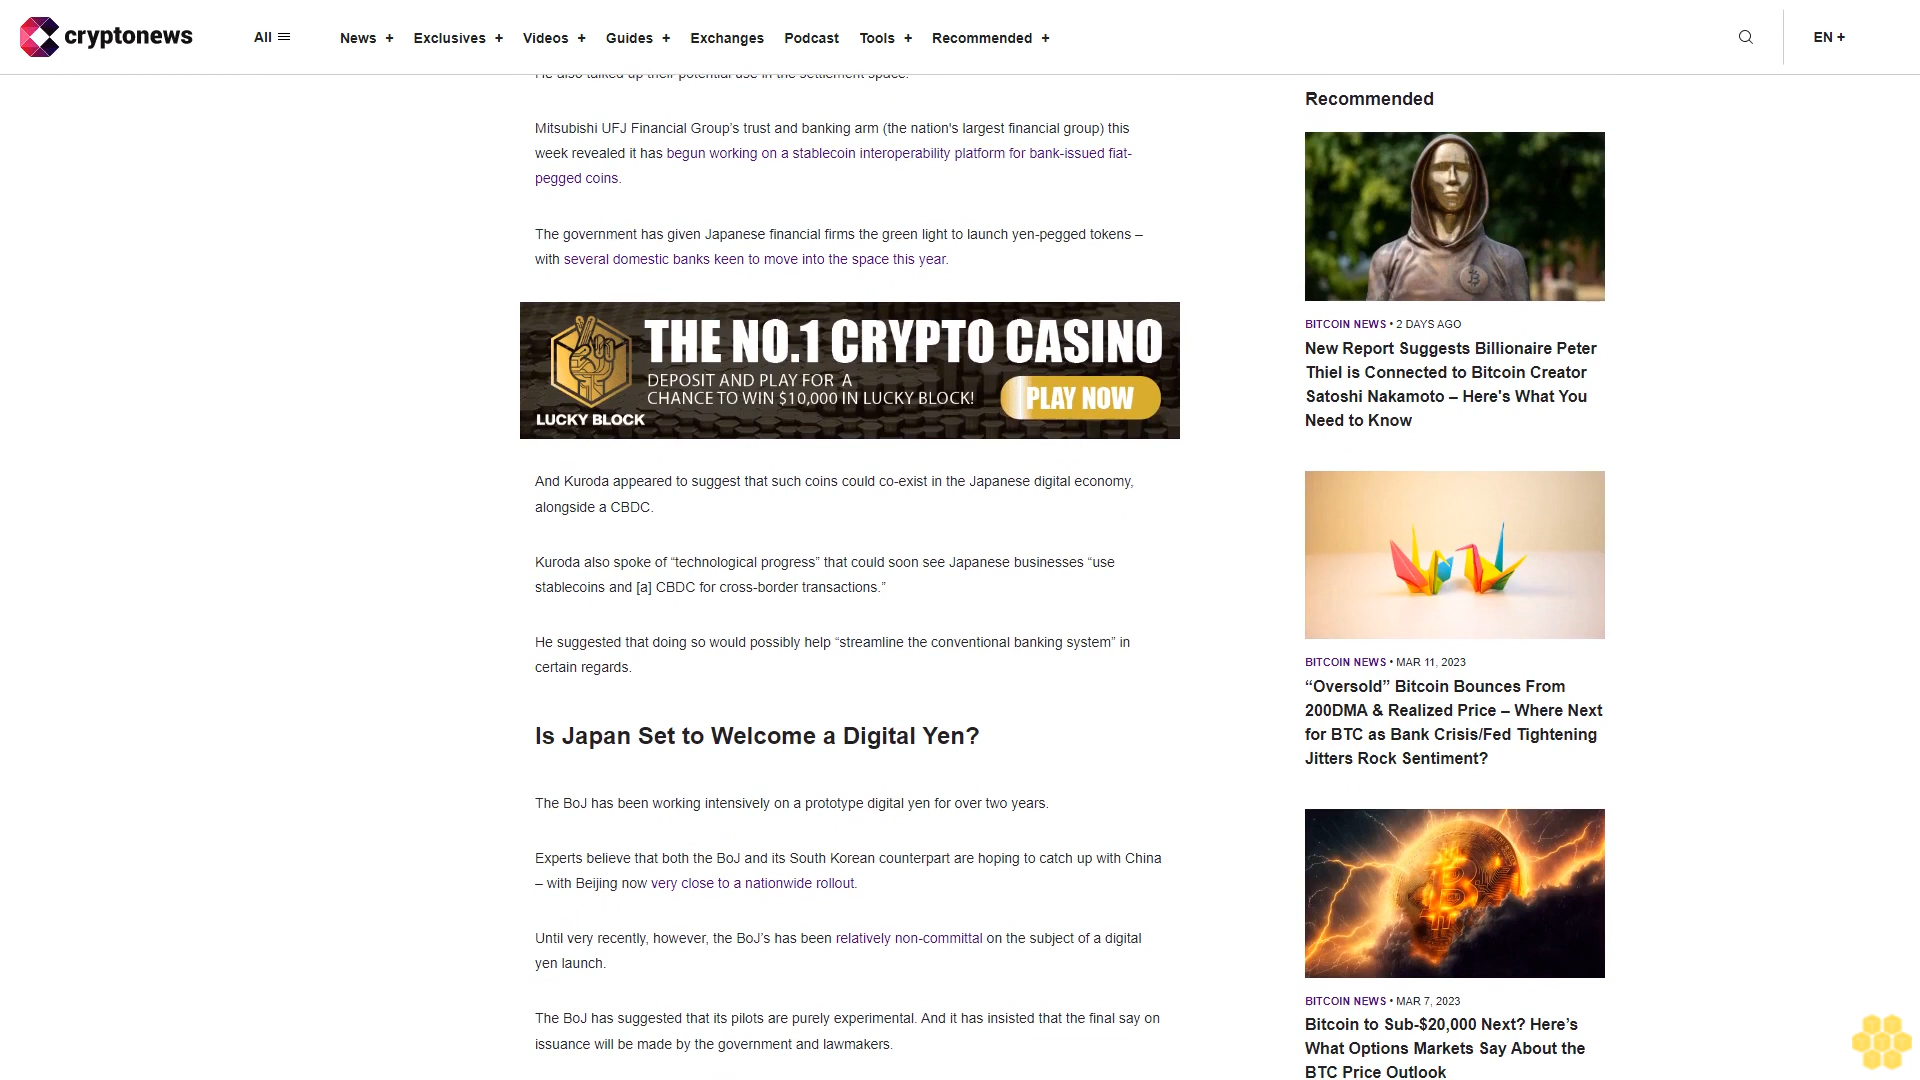 cryptonews
All
News +
Exclusives +
Videos +
Guides +
Exchanges
Podcast
Tools +
Recommended +
EN +
He also talked up their potential use in the settlement space.
Mitsubishi UFJ Financial Group’s trust and banking arm (the nation's largest financial group) this
week revealed it has begun working on a stablecoin interoperability platform for bank-issued fiat-
pegged coins.
The government has given Japanese financial firms the green light to launch yen-pegged tokens –
with several domestic banks keen to move into the space this year.
THE NO.1 CRYPTO CASINO
DEPOSIT AND PLAY FOR A
CHANCE TO WIN $10,000 IN LUCKY BLOCK!
PLAY NOW
LUCKY BLOCK
And Kuroda appeared to suggest that such coins could co-exist in the Japanese digital economy,
alongside a CBDC.
Kuroda also spoke of “technological progress” that could soon see Japanese businesses “use
stablecoins and [a] CBDC for cross-border transactions.”
He suggested that doing so would possibly help “streamline the conventional banking system” in
certain regards.
Is Japan Set to Welcome a Digital Yen?
The BoJ has been working intensively on a prototype digital yen for over two years.
Experts believe that both the BoJ and its South Korean counterpart are hoping to catch up with China
– with Beijing now very close to a nationwide rollout.
Until very recently, however, the BoJ’s has been relatively non-committal on the subject of a digital
yen launch.
The BoJ has suggested that its pilots are purely experimental. And it has insisted that the final say on
issuance will be made by the government and lawmakers.
Recommended
BITCOIN NEWS • 2 DAYS AGO
New Report Suggests Billionaire Peter
Thiel is Connected to Bitcoin Creator
Satoshi Nakamoto – Here's What You
Need to Know
BITCOIN NEWS • MAR 11, 2023
“Oversold” Bitcoin Bounces From
200DMA & Realized Price – Where Next
for BTC as Bank Crisis/Fed Tightening
Jitters Rock Sentiment?
BITCOIN NEWS • MAR 7, 2023
Bitcoin to Sub-$20,000 Next? Here’s
What Options Markets Say About the
BTC Price Outlook